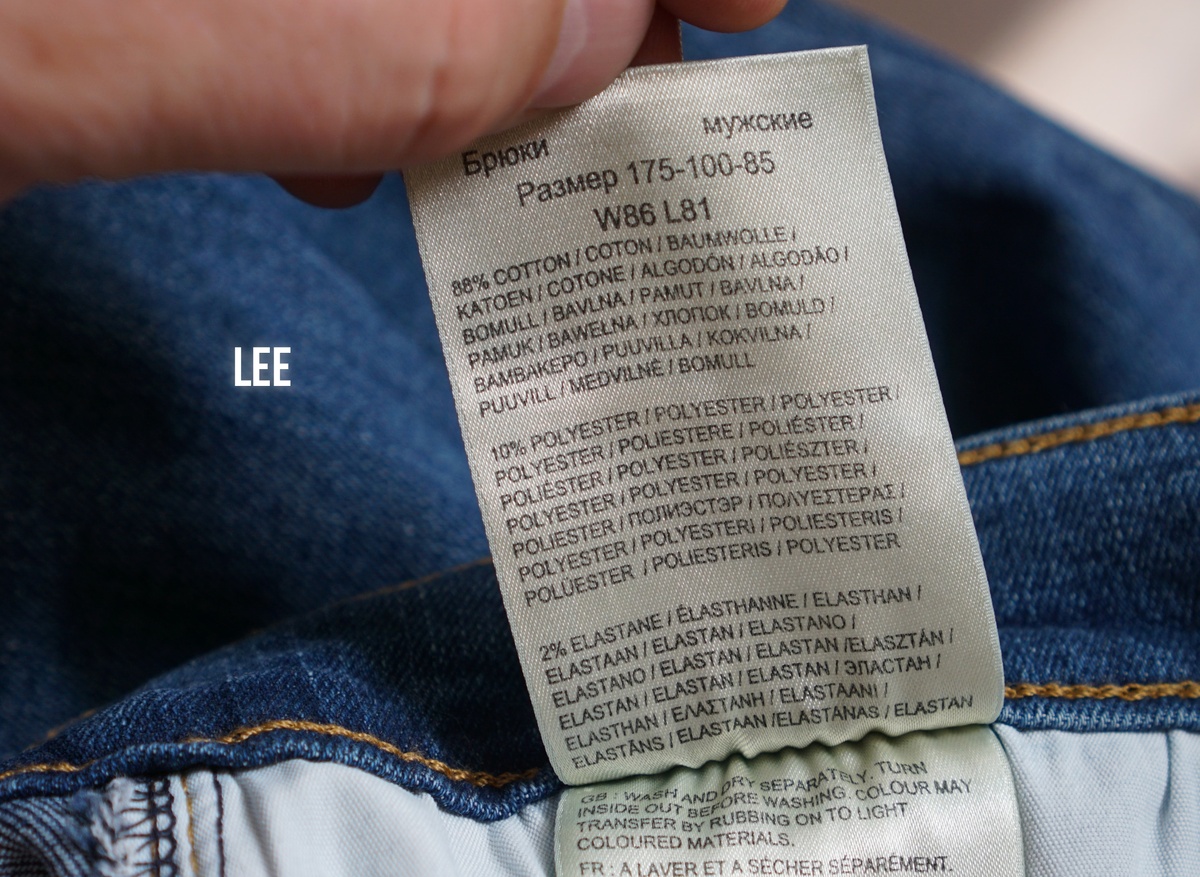 Брюки мужские
Размер 175-100-85
W86 L81
88% COTTON / COTON / BAUMWOLLE /
KATOEN / COTONE / ALGODÓN / ALGODÃO /
BOMULL / BAVLNA / PAMUT / BAVLNA /
PAMUK / BAWEŁNA / ХЛОПОК / BOMULD /
BAMBAKEPO / PUUVILLA / KOKVILNA /
PUUVILL / MEDVILNĖ / BOMULL
10% POLYESTER / POLYESTER / POLYESTER /
POLYESTER / POLIESTERE / POLIÉSTER /
POLIÉSTER / POLYESTER / POLIÉSZTER /
POLYESTER / POLYESTER / POLYESTER /
POLIESTER / ПОЛИЭСТЭР / ΠΟΛΥΕΣΤΕΡΑΣ /
POLYESTER / POLYESTERI / POLIESTERIS /
POLÜESTER / POLIESTERIS / POLYESTER
2% ELASTANE / ÉLASTHANNE / ELASTHAN /
ELASTAAN / ELASTAN / ELASTANO /
ELASTANO / ELASTAN / ELASTAN /ELASZTÁN /
ELASTAN / ELASTAN / ELASTAN / ЭЛАСТАН /
ELASTHAN / ΕΛΑΣΤΑΝΗ / ELASTAANI /
ELASTĀNS / ELASTAAN /ELASTANAS / ELASTAN
LEE
GB : WASH AND DRY SEPARATELY. TURN
INSIDE OUT BEFORE WASHING. COLOUR MAY
TRANSFER BY RUBBING ON TO LIGHT
COLOURED MATERIALS.
FR : A LAVER ET A SÉCHER SÉPARÉMENT.